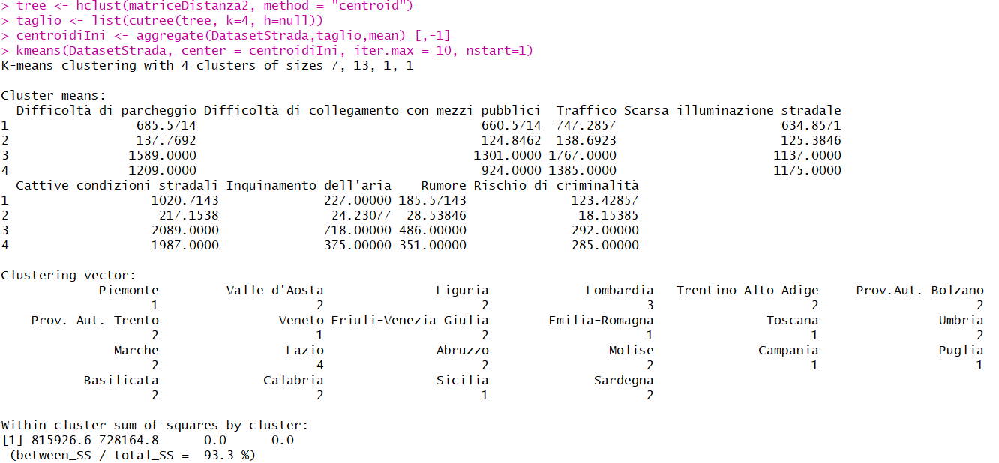 > tree <- hclust(matriceDistanza2, method = "centroid")
> taglio <- list(cutree(tree, k=4, h=null))
> centroidiIni <- aggregate(DatasetStrada,taglio,mean) [,-1]
> kmeans(DatasetStrada, center = centroidiIni, iter.max = 10, nstart=1)
K-means clustering with 4 clusters of sizes 7, 13, 1, 1
Cluster means:
Difficoltà di parcheggio Difficoltà di collegamento con mezzi pubblici Traffico Scarsa illuminazione stradale
1 685.5714 660.5714 747.2857 634.8571
2 137.7692 124.8462 138.6923 125.3846
3 1589.0000 1301.0000 1767.0000 1137.0000
4 1209.0000 924.0000 1385.0000 1175.0000
Cattive condizioni stradali Inquinamento dell'aria Rumore Rischio di criminalità
1 1020.7143 227.00000 185.57143 123.42857
2 217.1538 24.23077 28.53846 18.15385
3 2089.0000 718.00000 486.00000 292.00000
4 1987.0000 375.00000 351.00000 285.00000
Clustering vector:
Piemonte Valle d'Aosta Liguria Lombardia Trentino Alto Adige Prov.Aut. Bolzano
1 2 2 3 2 2
Prov. Aut. Trento Veneto Friuli-Venezia Giulia Emilia-Romagna Toscana Umbria
2 1 2 1 1 2
Marche Lazio Abruzzo Molise Campania Puglia
2 4 2 2 1 1
Basilicata Calabria Sicilia Sardegna
2 2 1 2
Within cluster sum of squares by cluster:
[1] 815926.6 728164.8 0.0 0.0
(between_SS / total_SS = 93.3 %)